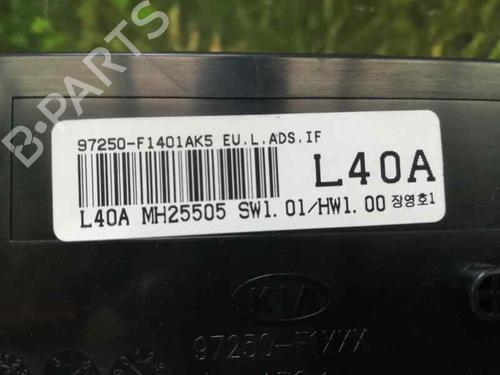 97250-F1401AK5 EU.L.ADS.IF
L40A
L40A MH25505 SW1.01/HW1.00 장영호1
KIA
97250-F1XXX